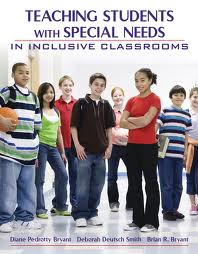 TEACHING STUDENTS
WITH SPECIAL NEEDS
IN INCLUSIVE CLASSROOMS
Diane Pedrotty Bryant Deborah Deutsch Smith Brian R. Bryant